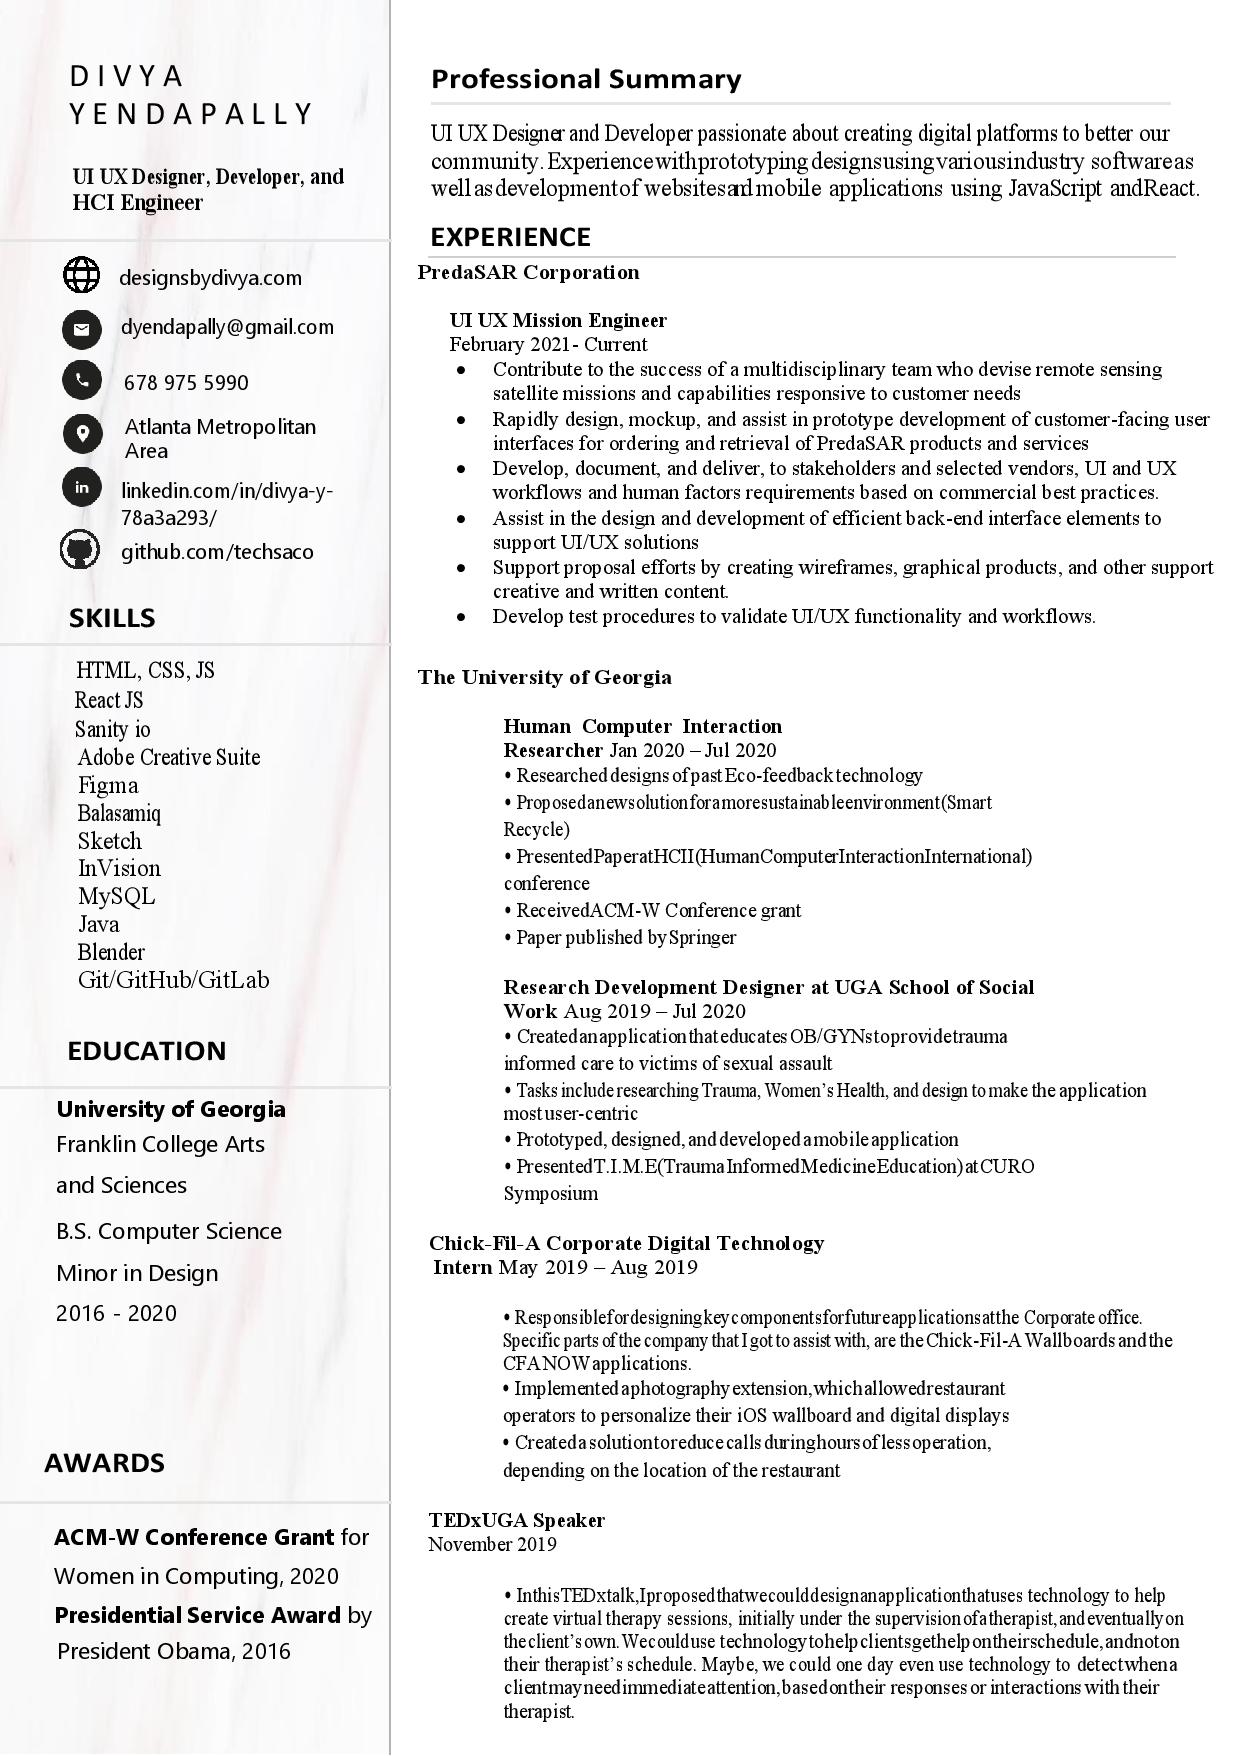 DIVYA
YENDAPALLY
UI UX Designer, Developer, and
HCI Engineer
designsbydivya.com
dyendapally@gmail.com
678 975 5990
Atlanta Metropolitan
Area
linkedin.com/in/divya-y-
78a3a293/
github.com/techsaco
SKILLS
HTML, CSS, JS
React JS
Sanity io
Adobe Creative Suite
Figma
Balasamiq
Sketch
InVision
MySQL
Java
Blender
Git/GitHub/GitLab
EDUCATION
University of Georgia
Franklin College Arts
and Sciences
B.S. Computer Science
Minor in Design
2016 - 2020
AWARDS
ACM-W Conference Grant for
Women in Computing, 2020
Presidential Service Award by
President Obama, 2016
Professional Summary
UI UX Designer and Developer passionate about creating digital platforms to better our
community. Experience with prototyping designs using various industry software as
well as development of websites and mobile applications using JavaScript and React.
EXPERIENCE
PredaSAR Corporation
UI UX Mission Engineer
February 2021- Current
• Contribute to the success of a multidisciplinary team who devise remote sensing
satellite missions and capabilities responsive to customer needs
• Rapidly design, mockup, and assist in prototype development of customer-facing user
interfaces for ordering and retrieval of PredaSAR products and services
• Develop, document, and deliver, to stakeholders and selected vendors, UI and UX
workflows and human factors requirements based on commercial best practices.
• Assist in the design and development of efficient back-end interface elements to
support UI/UX solutions
• Support proposal efforts by creating wireframes, graphical products, and other support
creative and written content.
• Develop test procedures to validate UI/UX functionality and workflows.
The University of Georgia
Human Computer Interaction
Researcher Jan 2020 – Jul 2020
• Researched designs of past Eco-feedback technology
• Proposed a new solution for a more sustainable environment (Smart
Recycle)
• Presented Paper at HCII (Human Computer Interaction International)
conference
• Received ACM-W Conference grant
• Paper published by Springer
Research Development Designer at UGA School of Social
Work Aug 2019 – Jul 2020
• Created an application that educates OB/GYNs to provide trauma
informed care to victims of sexual assault
• Tasks include researching Trauma, Women’s Health, and design to make the application
most user-centric
• Prototyped, designed, and developed a mobile application
• Presented T.I.M.E (Trauma Informed Medicine Education) at CURO
Symposium
Chick-Fil-A Corporate Digital Technology
Intern May 2019 – Aug 2019
• Responsible for designing key components for future applications at the Corporate office.
Specific parts of the company that I got to assist with, are the Chick-Fil-A Wallboards and the
CFA NOW applications.
• Implemented a photography extension, which allowed restaurant
operators to personalize their iOS wallboard and digital displays
• Created a solution to reduce calls during hours of less operation,
depending on the location of the restaurant
TEDxUGA Speaker
November 2019
• In this TEDx talk, I proposed that we could design an application that uses technology to help
create virtual therapy sessions, initially under the supervision of a therapist, and eventually on
the client’s own. We could use technology to help clients get help on their schedule, and not on
their therapist’s schedule. Maybe, we could one day even use technology to detect when a
client may need immediate attention, based on their responses or interactions with their
therapist.